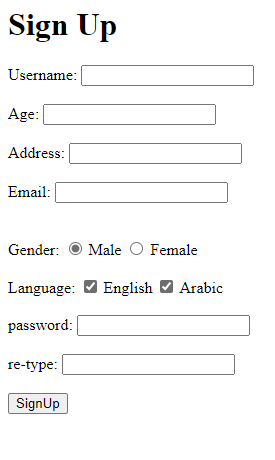 Sign Up
Username:
Age:
Address:
Email:
Gender: Male Female
Language: English Arabic
password:
re-type:
SignUp